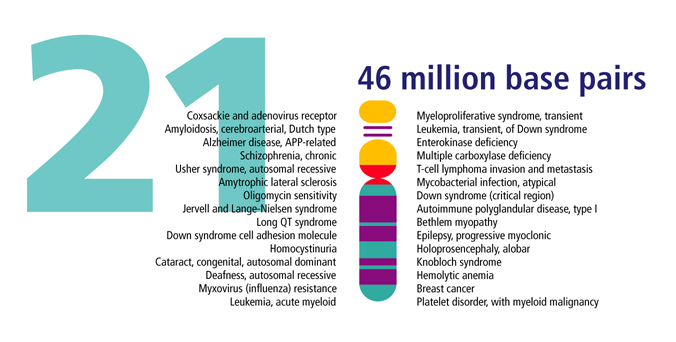 21
46 million base pairs
Coxsackie and adenovirus receptor
Amyloidosis, cerebroarterial, Dutch type
Alzheimer disease, APP-related
Schizophrenia, chronic
Usher syndrome, autosomal recessive
Amytrophic lateral sclerosis
Oligomycin sensitivity
Jervell and Lange-Nielsen syndrome
Long QT syndrome
Down syndrome cell adhesion molecule
Homocystinuria
Cataract, congenital, autosomal dominant
Deafness, autosomal recessive
Myxovirus (influenza) resistance
Leukemia, acute myeloid
Myeloproliferative syndrome, transient
Leukemia, transient, of Down syndrome
Enterokinase deficiency
Multiple carboxylase deficiency
T-cell lymphoma invasion and metastasis
Mycobacterial infection, atypical
Down syndrome (critical region)
Autoimmune polyglandular disease, type I
Bethlem myopathy
Epilepsy, progressive myoclonic
Holoprosencephaly, alobar
Knobloch syndrome
Hemolytic anemia
Breast cancer
Platelet disorder, with myeloid malignancy